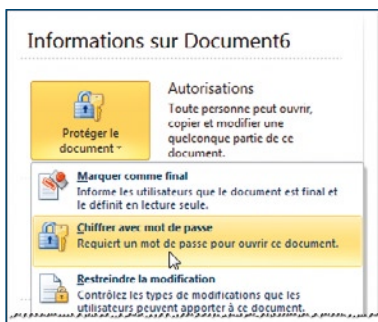 Informations sur Document6
Protéger le
document
Autorisations
Toute personne peut ouvrir,
copier et modifier une
quelconque partie de ce
document.
Marquer comme final
Informe les utilisateurs que le document est final et
le définit en lecture seule.
Chiffrer avec mot de passe
Requiert un mot de passe pour ouvrir ce document.
Restreindre la modification
Contrôlez les types de modifications que les
utilisateurs peuvent apporter à ce document.